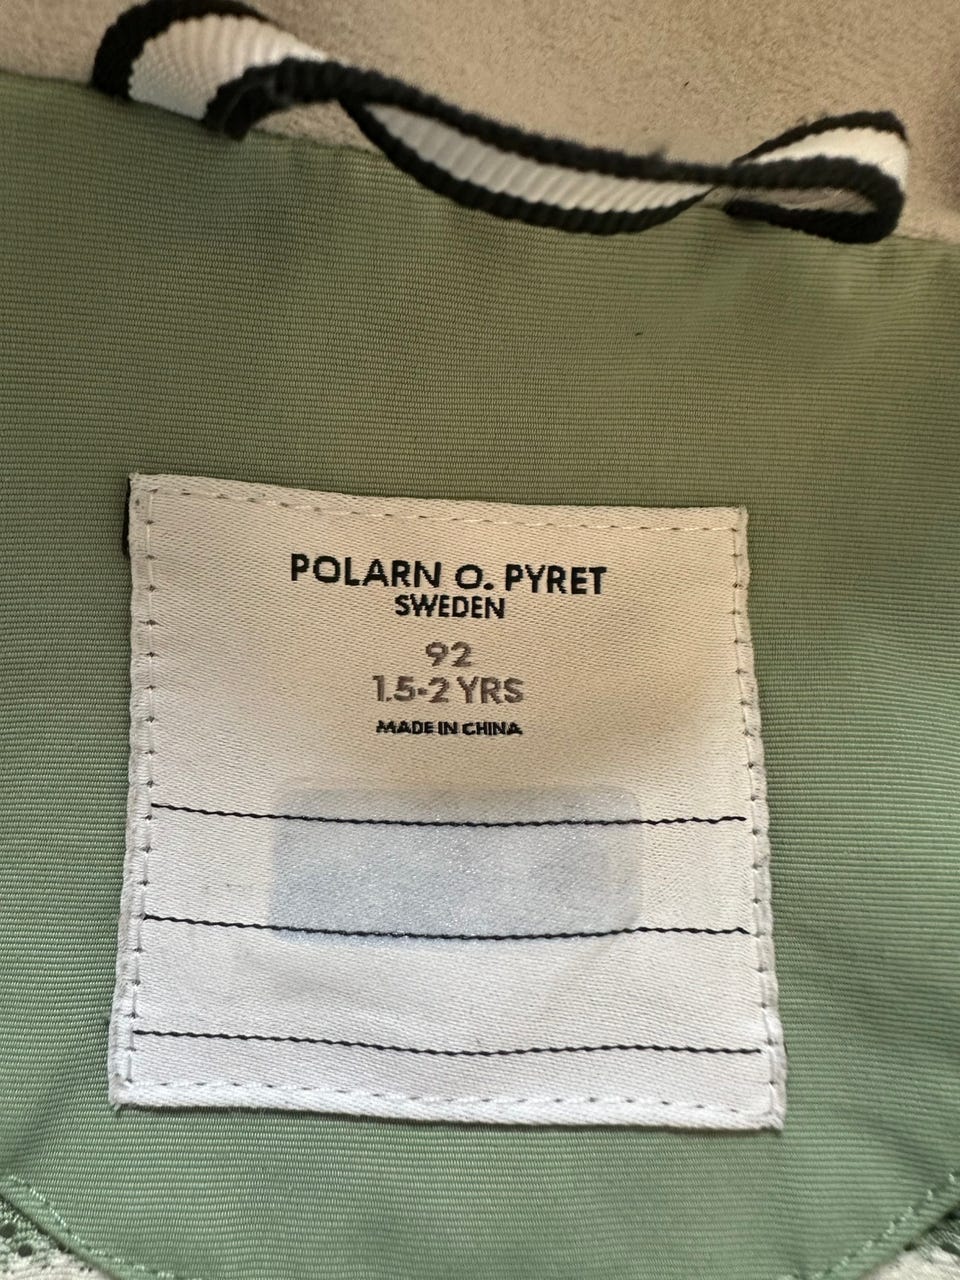 POLARN O. PYRET
SWEDEN
92
1.5-2 YRS
MADE IN CHINA